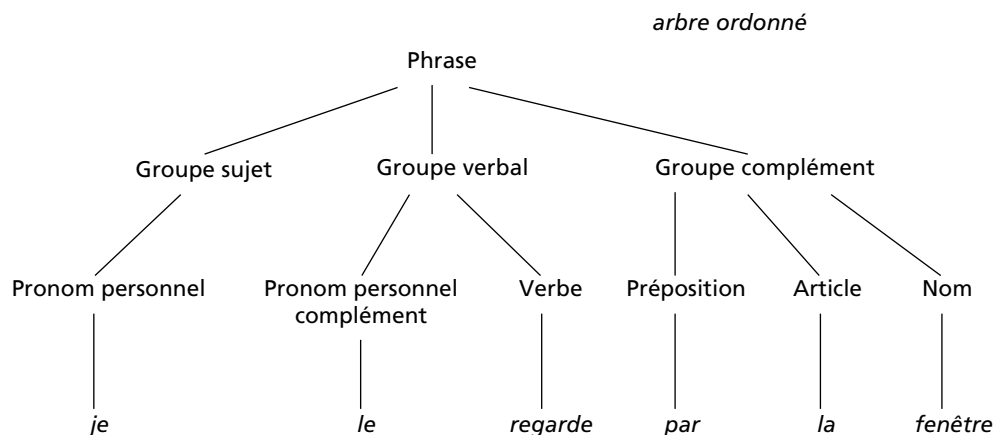 arbre ordonné
Phrase
Groupe sujet
Groupe verbal
Groupe complément
Pronom personnel
Pronom personnel
complément
Verbe
Préposition
Article
Nom
je
le
regarde
par
la
fenêtre